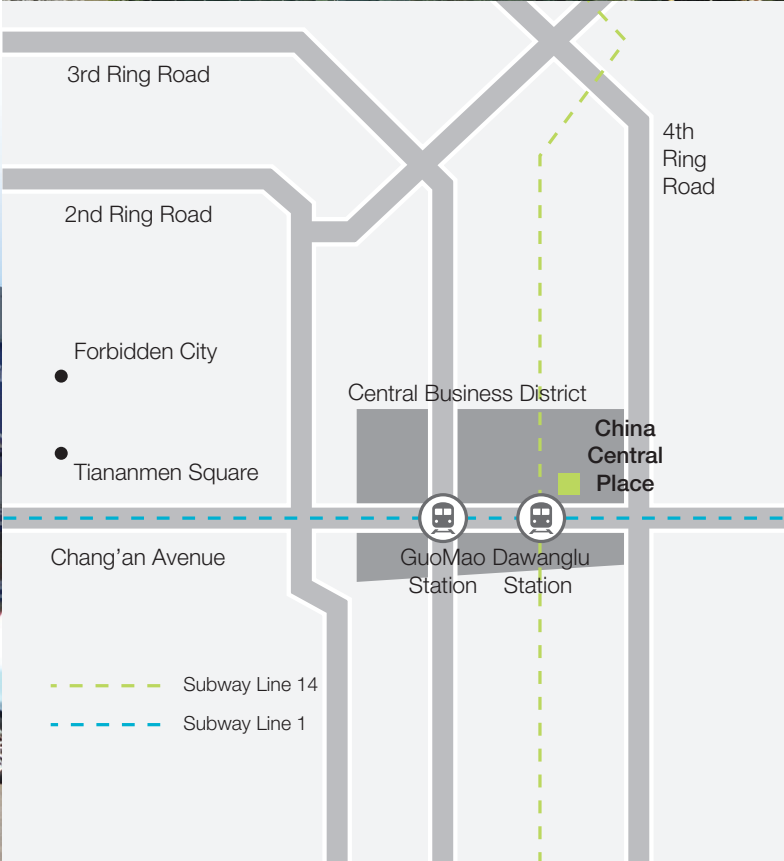 3rd Ring Road
4th
Ring
Road
2nd Ring Road
Forbidden City
Central Business District
China
Central
Place
Tiananmen Square
Chang’an Avenue
GuoMao
Station
Dawanglu
Station
Subway Line 14
Subway Line 1